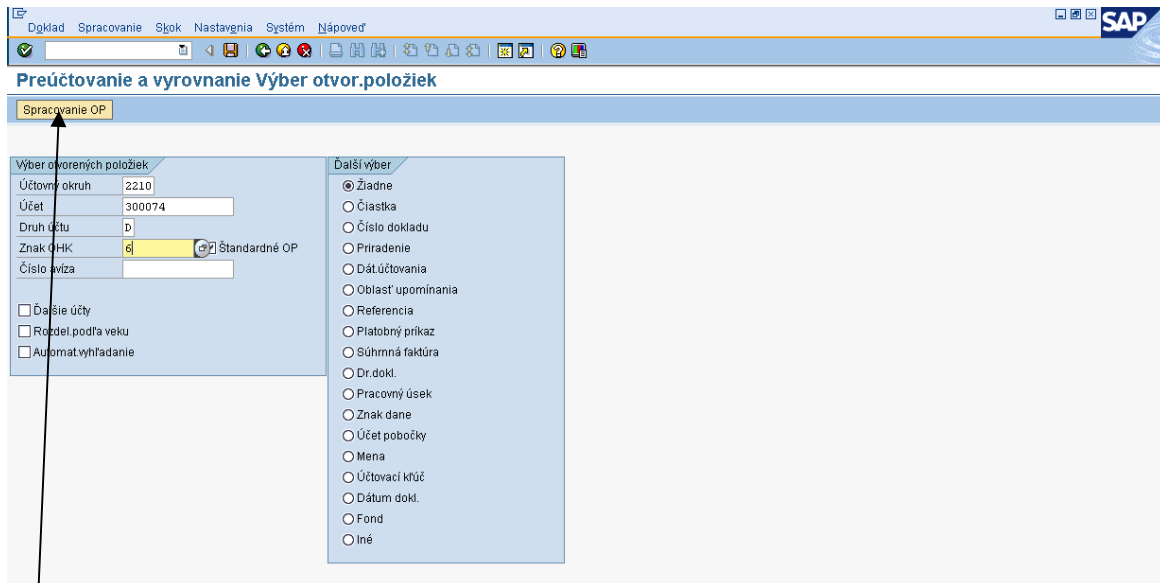 Doklad Spracovanie Skok Nastavenia Systém Nápoveď
SAP
Preúčtovanie a vyrovnanie Výber otvor.položiek
Spracovanie OP
Výber otvorených položiek
Účtovný okruh 2210
Účet 300074
Druh účtu D
Znak OHK 6 Štandardné OP
Číslo avíza
Ďalšie účty
Rozdel.podľa veku
Automat.vyhľadanie
Ďalší výber
Žiadne
Čiastka
Číslo dokladu
Priradenie
Dát.účtovania
Oblasť upomínania
Referencia
Platobný príkaz
Súhrnná faktúra
Dr.dokl.
Pracovný úsek
Znak dane
Účet pobočky
Mena
Účtovací kľúč
Dátum dokl.
Fond
Iné